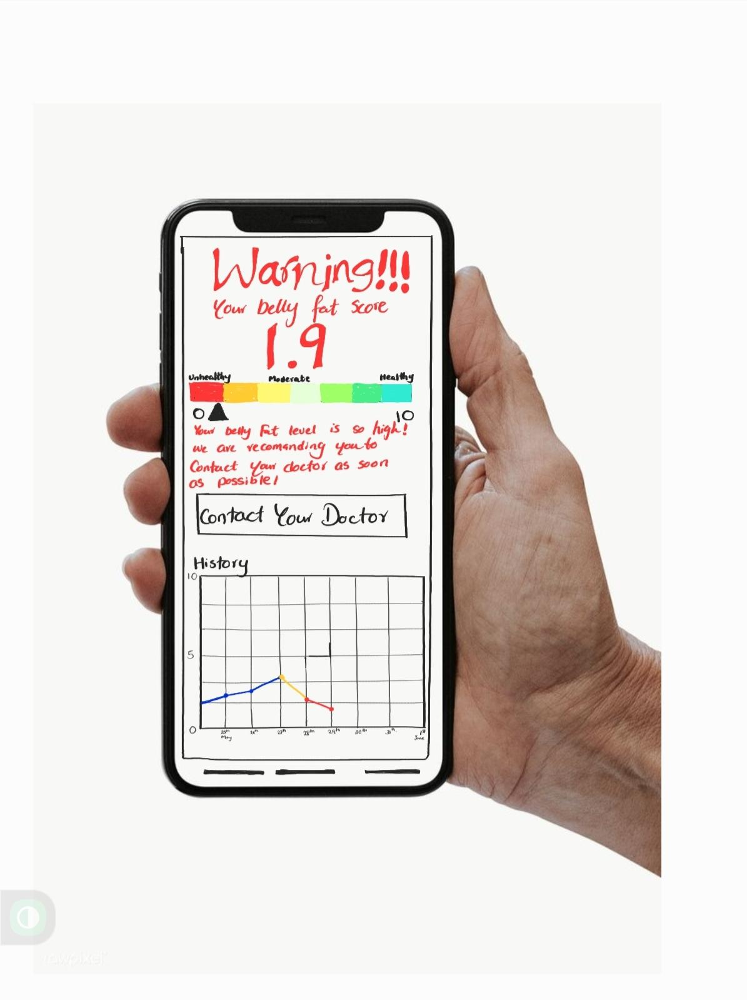 Warning!!!
Your belly fat score
1.9
Unhealthy Moderate Healthy
0 10
Your belly Fat level is so high!
we are recomanding you to
Contact Your doctor as soon
as possible!
Contact Your Doctor
History
10
5
0
25th 26th 27th 28th 29th 30th 31th. 1st
May June
rawpixel